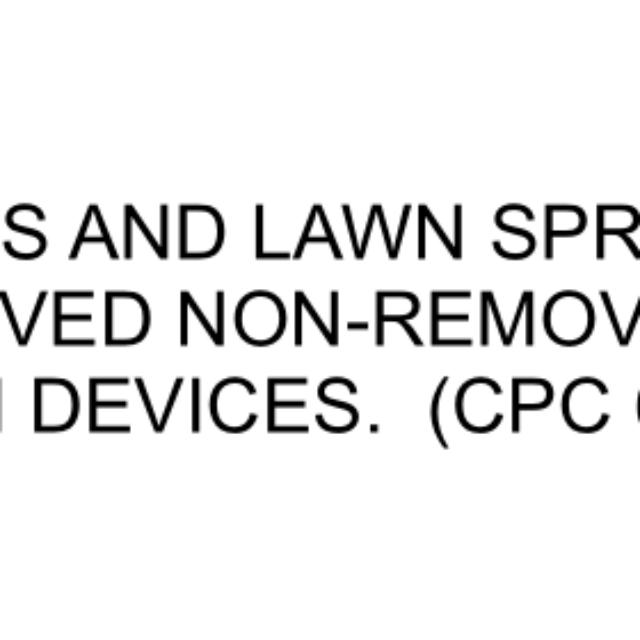 S AND LAWN SPR
VED NON-REMOV
DEVICES. (CPC